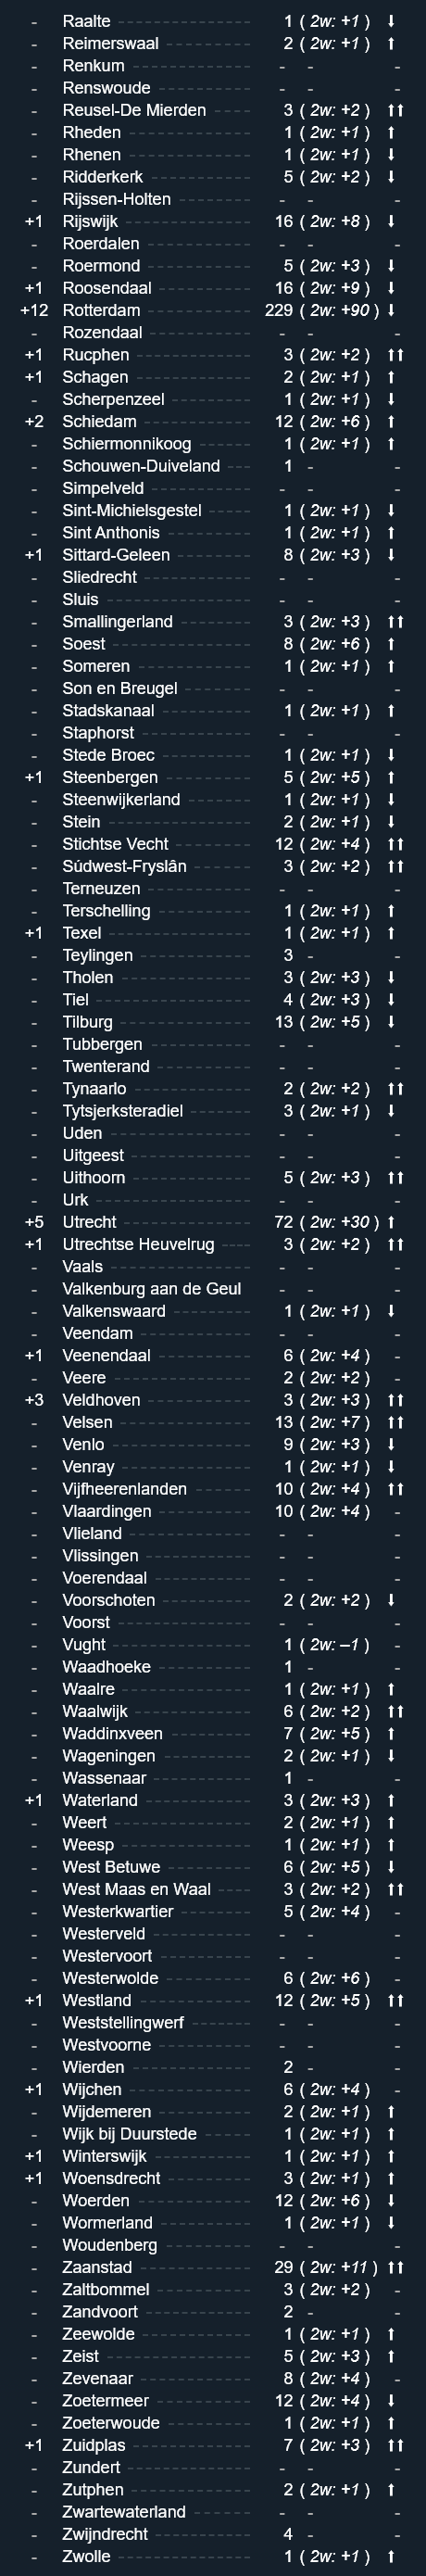 - Raalte 1 ( 2w: +1 ) ⬇
- Reimerswaal 2 ( 2w: +1 ) ⬆
- Renkum - - -
- Renswoude - - -
- Reusel-De Mierden 3 ( 2w: +2 ) ⬆⬆
- Rheden 1 ( 2w: +1 ) ⬆
- Rhenen 1 ( 2w: +1 ) ⬇
- Ridderkerk 5 ( 2w: +2 ) ⬇
- Rijssen-Holten - - -
+1 Rijswijk 16 ( 2w: +8 ) ⬇
- Roerdalen - - -
- Roermond 5 ( 2w: +3 ) ⬇
+1 Roosendaal 16 ( 2w: +9 ) ⬇
+12 Rotterdam 229 ( 2w: +90 ) ⬇
- Rozendaal - - -
+1 Rucphen 3 ( 2w: +2 ) ⬆⬆
+1 Schagen 2 ( 2w: +1 ) ⬆
- Scherpenzeel 1 ( 2w: +1 ) ⬇
+2 Schiedam 12 ( 2w: +6 ) ⬆
- Schiermonnikoog 1 ( 2w: +1 ) ⬆
- Schouwen-Duiveland 1 - -
- Simpelveld - - -
- Sint-Michielsgestel 1 ( 2w: +1 ) ⬇
- Sint Anthonis 1 ( 2w: +1 ) ⬆
+1 Sittard-Geleen 8 ( 2w: +3 ) ⬇
- Sliedrecht - - -
- Sluis - - -
- Smallingerland 3 ( 2w: +3 ) ⬆⬆
- Soest 8 ( 2w: +6 ) ⬆
- Someren 1 ( 2w: +1 ) ⬆
- Son en Breugel - - -
- Stadskanaal 1 ( 2w: +1 ) ⬆
- Staphorst - - -
- Stede Broec 1 ( 2w: +1 ) ⬇
+1 Steenbergen 5 ( 2w: +5 ) ⬆
- Steenwijkerland 1 ( 2w: +1 ) ⬇
- Stein 2 ( 2w: +1 ) ⬇
- Stichtse Vecht 12 ( 2w: +4 ) ⬆⬆
- Súdwest-Fryslân 3 ( 2w: +2 ) ⬆⬆
- Terneuzen - - -
- Terschelling 1 ( 2w: +1 ) ⬆
+1 Texel 1 ( 2w: +1 ) ⬆
- Teylingen 3 - -
- Tholen 3 ( 2w: +3 ) ⬇
- Tiel 4 ( 2w: +3 ) ⬇
- Tilburg 13 ( 2w: +5 ) ⬇
- Tubbergen - - -
- Twenterand - - -
- Tynaarlo 2 ( 2w: +2 ) ⬆⬆
- Tytsjerksteradiel 3 ( 2w: +1 ) ⬇
- Uden - - -
- Uitgeest - - -
- Uithoorn 5 ( 2w: +3 ) ⬆⬆
- Urk - - -
+5 Utrecht 72 ( 2w: +30 ) ⬆
+1 Utrechtse Heuvelrug 3 ( 2w: +2 ) ⬆⬆
- Vaals - - -
- Valkenburg aan de Geul - - -
- Valkenswaard 1 ( 2w: +1 ) ⬇
- Veendam - - -
+1 Veenendaal 6 ( 2w: +4 ) -
- Veere 2 ( 2w: +2 ) -
+3 Veldhoven 3 ( 2w: +3 ) ⬆⬆
- Velsen 13 ( 2w: +7 ) ⬆⬆
- Venlo 9 ( 2w: +3 ) ⬇
- Venray 1 ( 2w: +1 ) ⬇
- Vijfheerenlanden 10 ( 2w: +4 ) ⬆⬆
- Vlaardingen 10 ( 2w: +4 ) -
- Vlieland - - -
- Vlissingen - - -
- Voerendaal - - -
- Voorschoten 2 ( 2w: +2 ) ⬇
- Voorst - - -
- Vught 1 ( 2w: –1 ) -
- Waadhoeke 1 - -
- Waalre 1 ( 2w: +1 ) ⬆
- Waalwijk 6 ( 2w: +2 ) ⬆⬆
- Waddinxveen 7 ( 2w: +5 ) ⬆
- Wageningen 2 ( 2w: +1 ) ⬇
- Wassenaar 1 - -
+1 Waterland 3 ( 2w: +3 ) ⬆
- Weert 2 ( 2w: +1 ) ⬆
- Weesp 1 ( 2w: +1 ) ⬆
- West Betuwe 6 ( 2w: +5 ) ⬇
- West Maas en Waal 3 ( 2w: +2 ) ⬆⬆
- Westerkwartier 5 ( 2w: +4 ) -
- Westerveld - - -
- Westervoort - - -
- Westerwolde 6 ( 2w: +6 ) -
+1 Westland 12 ( 2w: +5 ) ⬆⬆
- Weststellingwerf - - -
- Westvoorne - - -
- Wierden 2 - -
+1 Wijchen 6 ( 2w: +4 ) -
- Wijdemeren 2 ( 2w: +1 ) ⬆
- Wijk bij Duurstede 1 ( 2w: +1 ) ⬆
+1 Winterswijk 1 ( 2w: +1 ) ⬆
+1 Woensdrecht 3 ( 2w: +1 ) ⬆
- Woerden 12 ( 2w: +6 ) ⬇
- Wormerland 1 ( 2w: +1 ) ⬇
- Woudenberg - - -
- Zaanstad 29 ( 2w: +11 ) ⬆⬆
- Zaltbommel 3 ( 2w: +2 ) -
- Zandvoort 2 - -
- Zeewolde 1 ( 2w: +1 ) ⬆
- Zeist 5 ( 2w: +3 ) ⬆
- Zevenaar 8 ( 2w: +4 ) -
- Zoetermeer 12 ( 2w: +4 ) ⬇
- Zoeterwoude 1 ( 2w: +1 ) ⬆
+1 Zuidplas 7 ( 2w: +3 ) ⬆⬆
- Zundert - - -
- Zutphen 2 ( 2w: +1 ) ⬆
- Zwartewaterland - - -
- Zwijndrecht 4 - -
- Zwolle 1 ( 2w: +1 ) ⬆